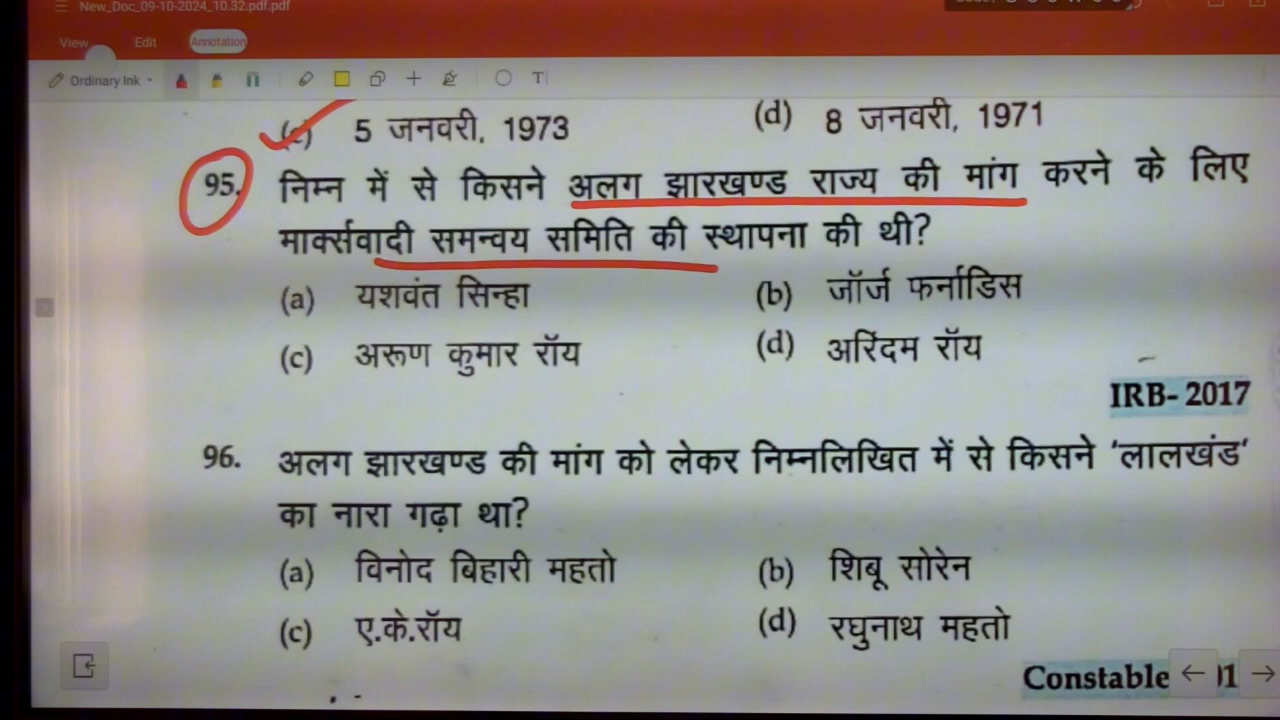 New_Doc_09-10-2024_10.32.pdf.pdf
View Edit Annotation
Ordinary Ink
(c) 5 जनवरी, 1973 (d) 8 जनवरी, 1971
95. निम्न में से किसने अलग झारखण्ड राज्य की मांग करने के लिए
मार्क्सवादी समन्वय समिति की स्थापना की थी?
(a) यशवंत सिन्हा (b) जॉर्ज फर्नाडिस
(c) अरूण कुमार रॉय (d) अरिंदम रॉय
IRB- 2017
96. अलग झारखण्ड की मांग को लेकर निम्नलिखित में से किसने 'लालखंड'
का नारा गढ़ा था?
(a) विनोद बिहारी महतो (b) शिबू सोरेन
(c) ए.के.रॉय (d) रघुनाथ महतो
Constable